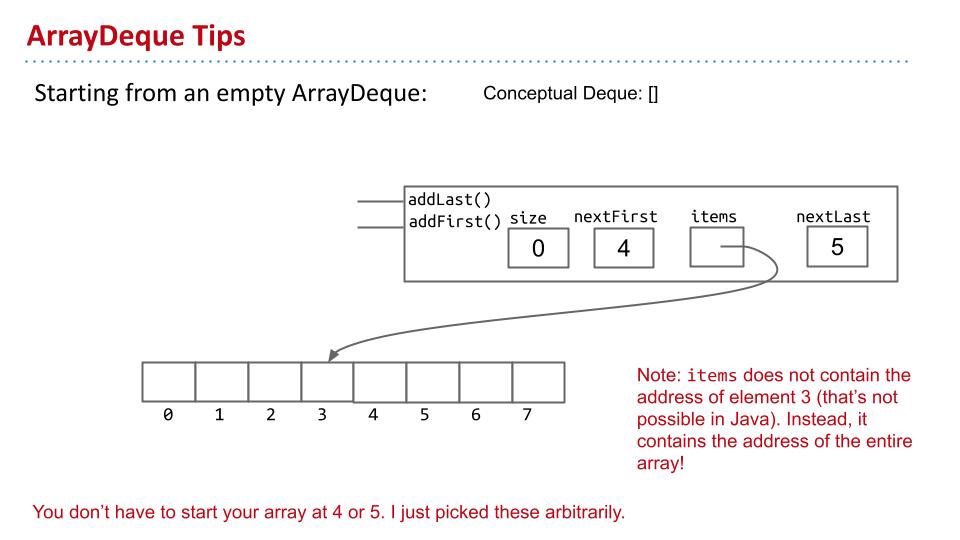 ArrayDeque Tips
Starting from an empty ArrayDeque:
Conceptual Deque: []
addLast()
addFirst()
size
nextFirst
items
nextLast
0
4
5
0 1 2 3 4 5 6 7
Note: items does not contain the
address of element 3 (that’s not
possible in Java). Instead, it
contains the address of the entire
array!
You don’t have to start your array at 4 or 5. I just picked these arbitrarily.